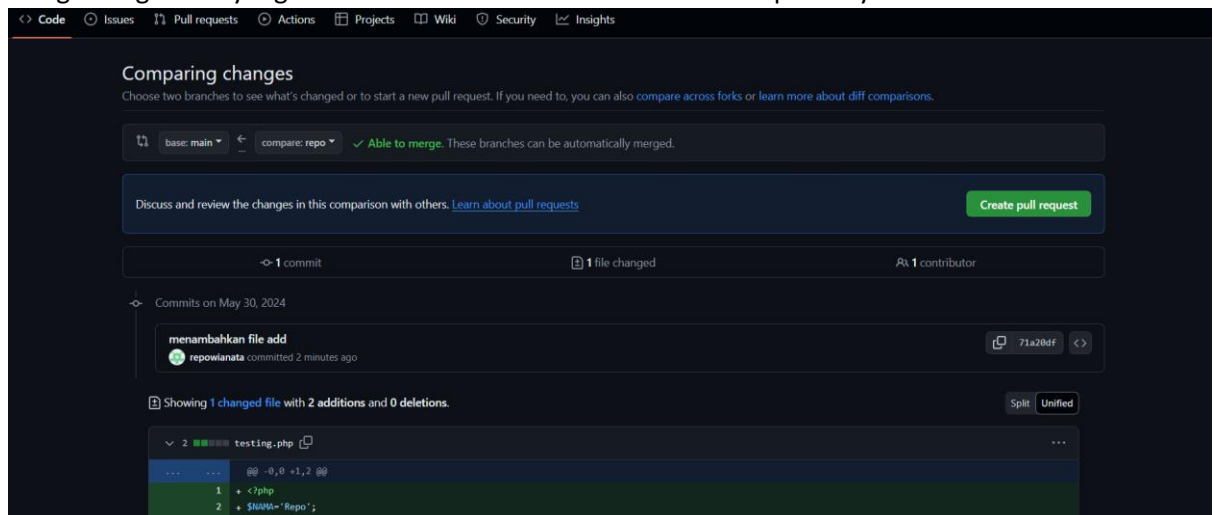 <> Code Issues Pull requests Actions Projects Wiki Security Insights
Comparing changes
Choose two branches to see what's changed or to start a new pull request. If you need to, you can also compare across forks or learn more about diff comparisons.
base: main ← compare: repo ✓ Able to merge. These branches can be automatically merged.
Discuss and review the changes in this comparison with others. Learn about pull requests Create pull request
1 commit 1 file changed 1 contributor
Commits on May 30, 2024
menambahkan file add
repowianata committed 2 minutes ago 71a20df <>
Showing 1 changed file with 2 additions and 0 deletions. Split Unified
2 testing.php ...
... ... @@ -0,0 +1,2 @@
1 + <?php
2 + $NAMA='Repo';